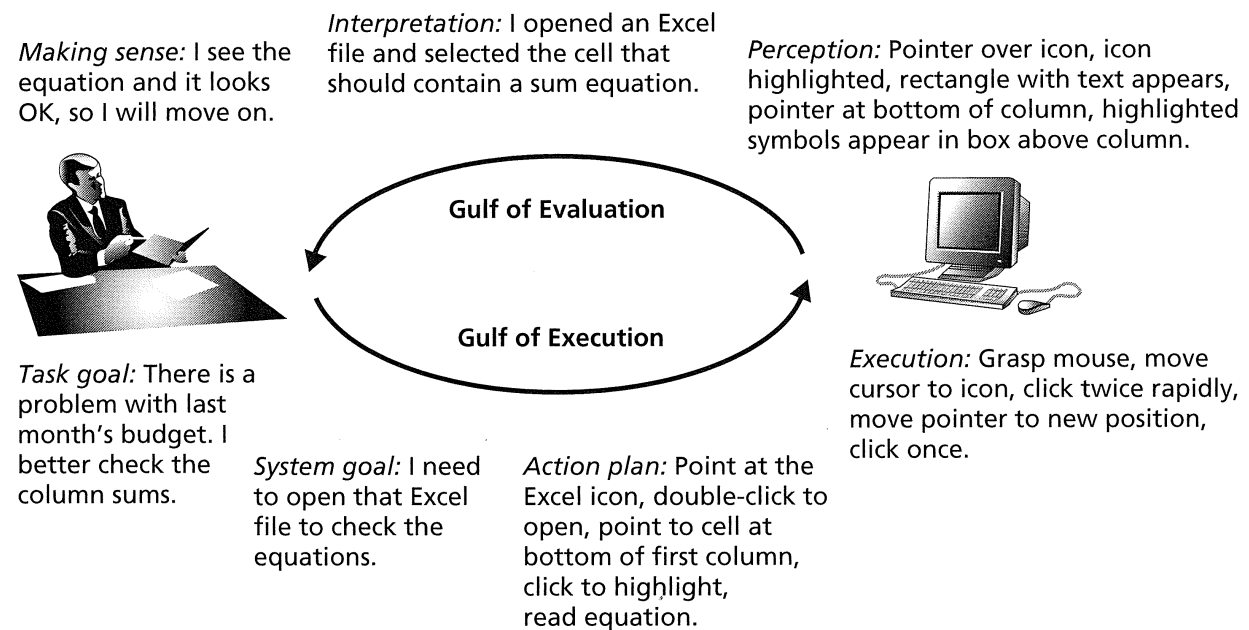 Making sense: I see the
equation and it looks
OK, so I will move on.
Interpretation: I opened an Excel
file and selected the cell that
should contain a sum equation.
Perception: Pointer over icon, icon
highlighted, rectangle with text appears,
pointer at bottom of column, highlighted
symbols appear in box above column.
Gulf of Evaluation
Gulf of Execution
Task goal: There is a
problem with last
month's budget. I
better check the
column sums.
System goal: I need
to open that Excel
file to check the
equations.
Action plan: Point at the
Excel icon, double-click to
open, point to cell at
bottom of first column,
click to highlight,
read equation.
Execution: Grasp mouse, move
cursor to icon, click twice rapidly,
move pointer to new position,
click once.